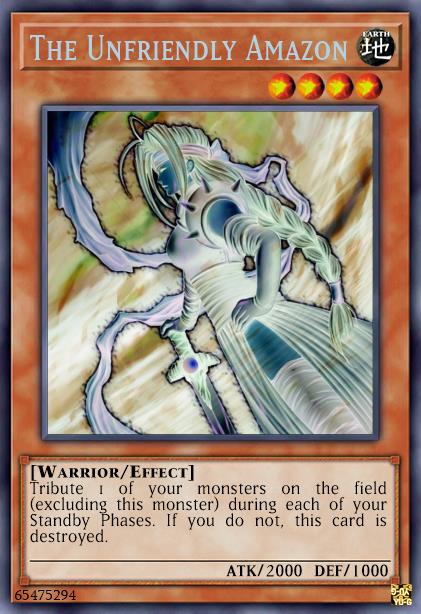 The Unfriendly Amazon
EARTH
地
[Warrior/Effect]
Tribute 1 of your monsters on the field
(excluding this monster) during each of your
Standby Phases. If you do not, this card is
destroyed.
ATK/2000 DEF/1000
65475294